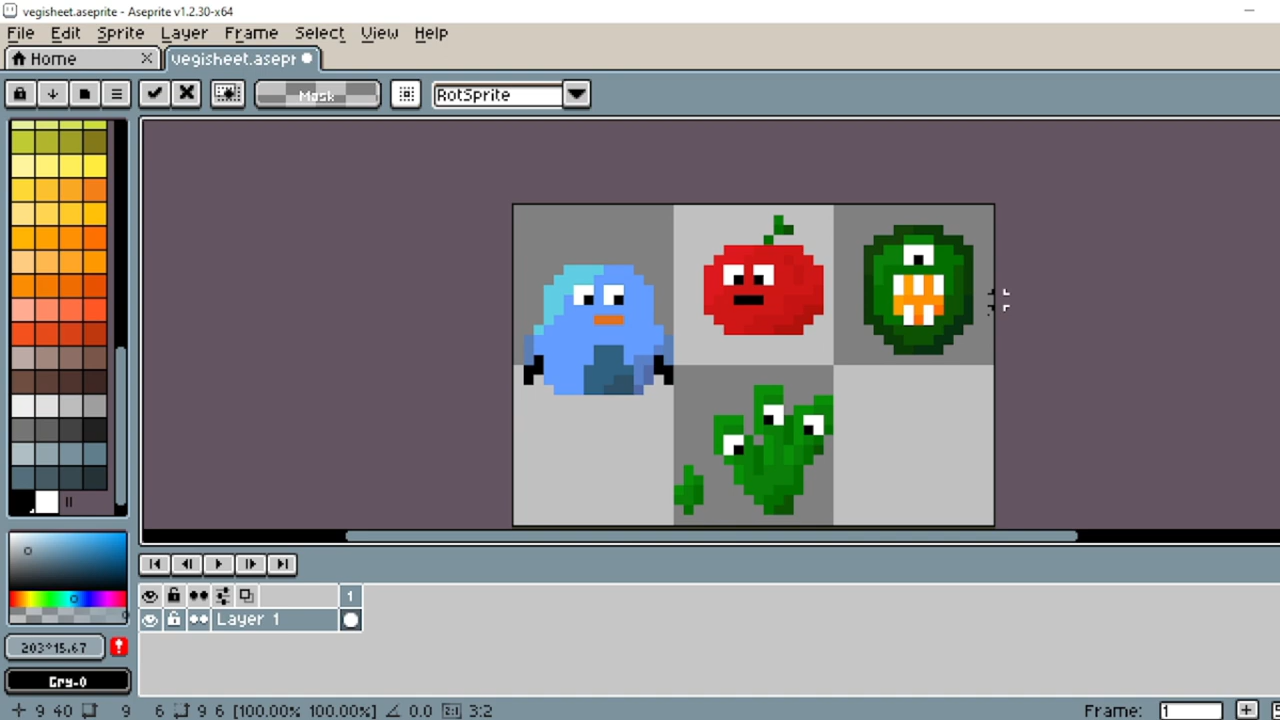 vegisheet.aseprite - Aseprite v1.2.30-x64
File Edit Sprite Layer Frame Select View Help
Home vegisheet.asepr
Mask RotSprite
1
Layer 1
203°15.67
Gry-0
9 40 9 6 9 6 [100.00% 100.00%] 0.0 3:2 Frame: 1